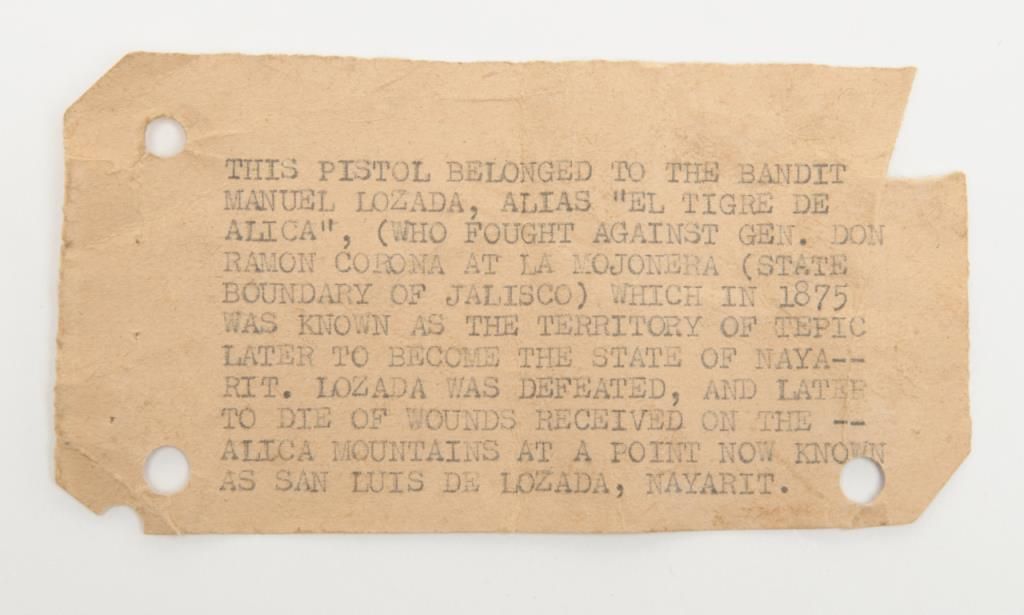 THIS PISTOL BELONGED TO THE BANDIT
MANUEL LOZADA, ALIAS "EL TIGRE DE
ALICA", (WHO FOUGHT AGAINST GEN. DON
RAMON CORONA AT LA MOJONERA (STATE
BOUNDARY OF JALISCO) WHICH IN 1875
WAS KNOWN AS THE TERRITORY OF TEPIC
LATER TO BECOME THE STATE OF NAYA--
RIT. LOZADA WAS DEFEATED, AND LATER
TO DIE OF WOUNDS RECEIVED ON THE --
ALICA MOUNTAINS AT A POINT NOW KNOWN
AS SAN LUIS DE LOZADA, NAYARIT.